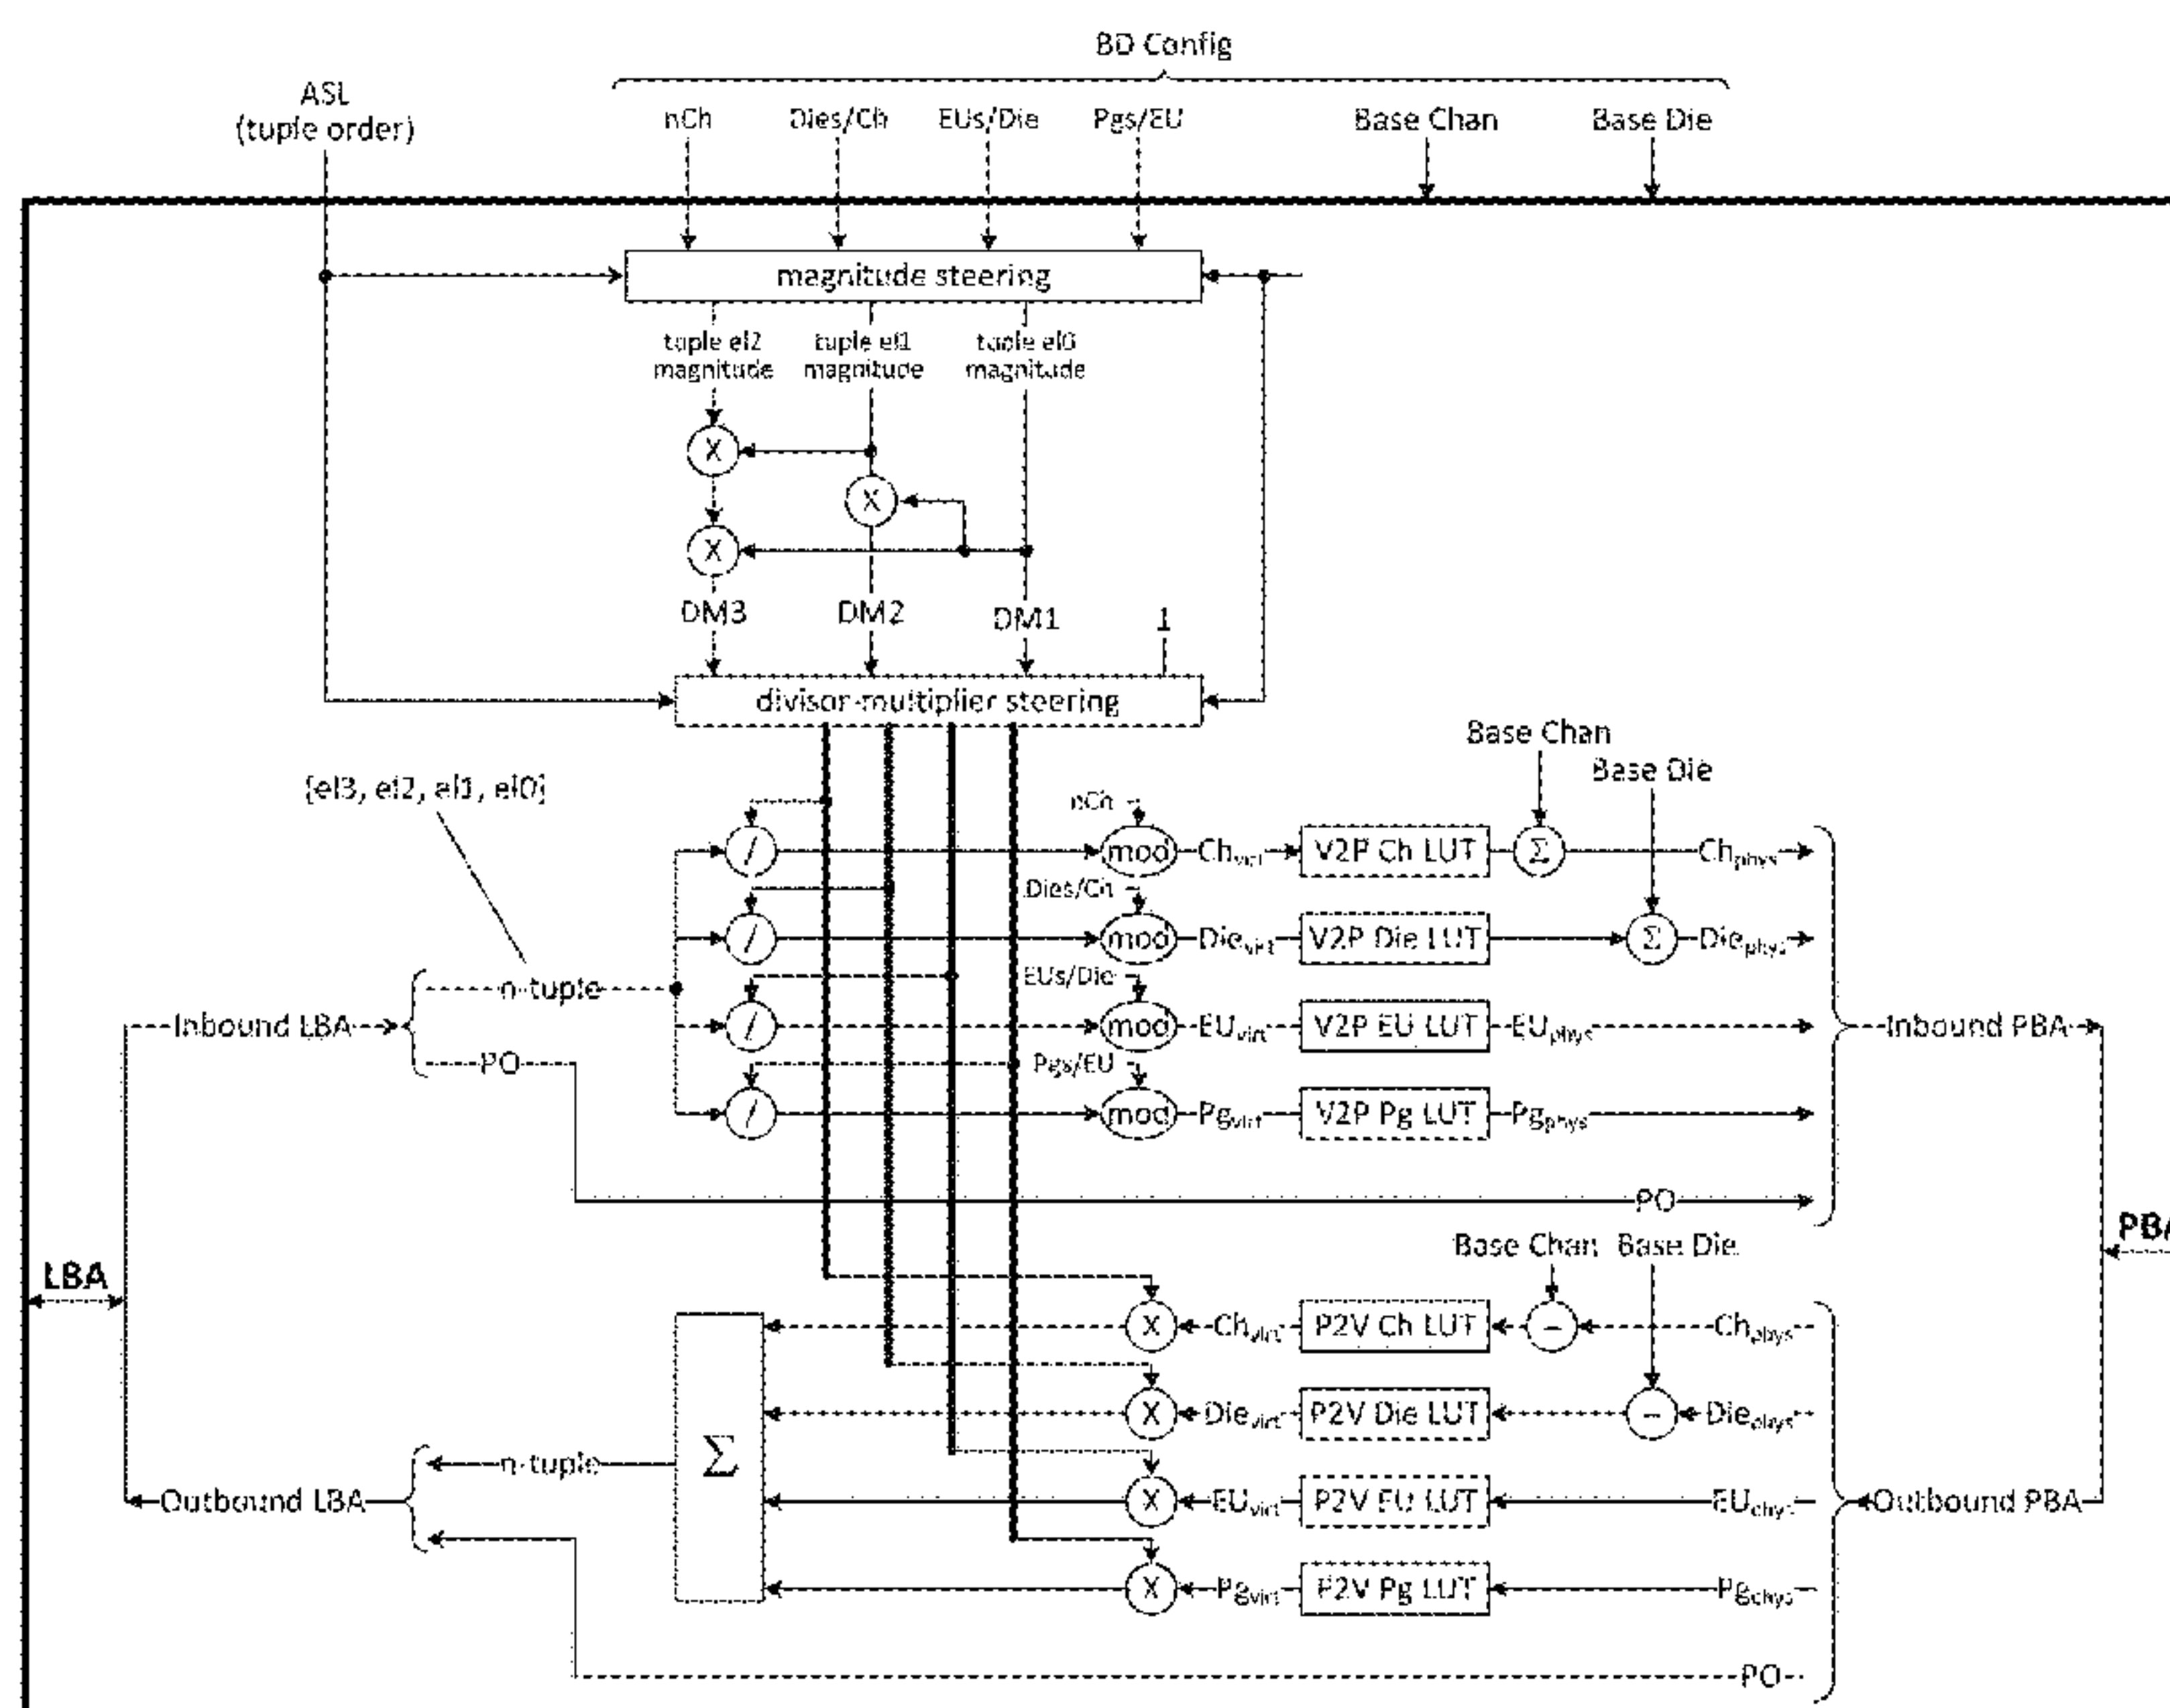 BD Config
ASL
(tuple order)
nCh Dies/Ch EUs/Die Pgs/EU Base Chan Base Die
magnitude steering
tuple el2 tuple el1 tuple el0
magnitude magnitude magnitude
X
X
X
DM3 DM2 DM1 1
divisor-multiplier steering
Base Chan
Base Die
{el3, el2, el1, el0}
nCh
/ mod Chvirt V2P Ch LUT Σ Chphys
Dies/Ch
/ mod Dievirt V2P Die LUT Σ Diephys
EUs/Die
n-tuple
Inbound LBA / mod EUvirt V2P EU LUT EUphys Inbound PBA
PO
Pgs/EU
/ mod Pgvirt V2P Pg LUT Pgphys
PO
Base Chan Base Die
LBA
X Chvirt P2V Ch LUT − Chphys
X Dievirt P2V Die LUT − Diephys
Σ
n-tuple
Outbound LBA X EUvirt P2V EU LUT EUphys Outbound PBA
X Pgvirt P2V Pg LUT Pgphys
PO